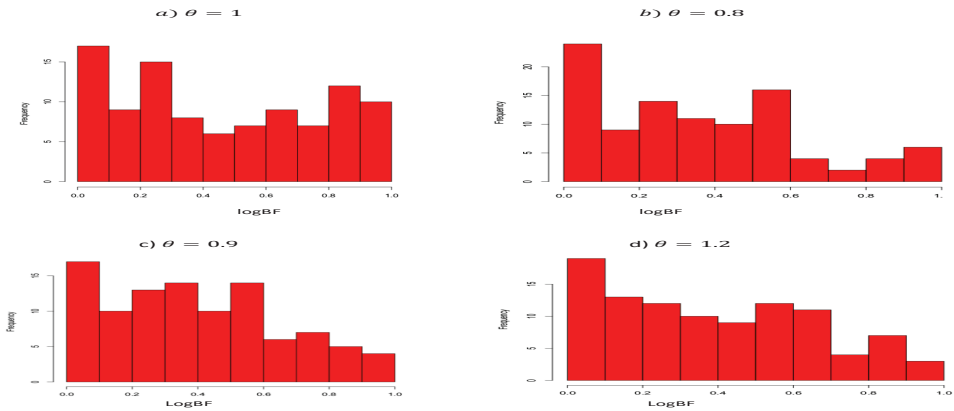 a) θ = 1
Frequency
0 5 10 15
0.0 0.2 0.4 0.6 0.8 1.0
logBF
b) θ = 0.8
Frequency
0 5 10 15 20
0.0 0.2 0.4 0.6 0.8 1.
logBF
c) θ = 0.9
Frequency
0 5 10 15
0.0 0.2 0.4 0.6 0.8 1.0
LogBF
d) θ = 1.2
Frequency
0 5 10 15
0.0 0.2 0.4 0.6 0.8 1.0
LogBF